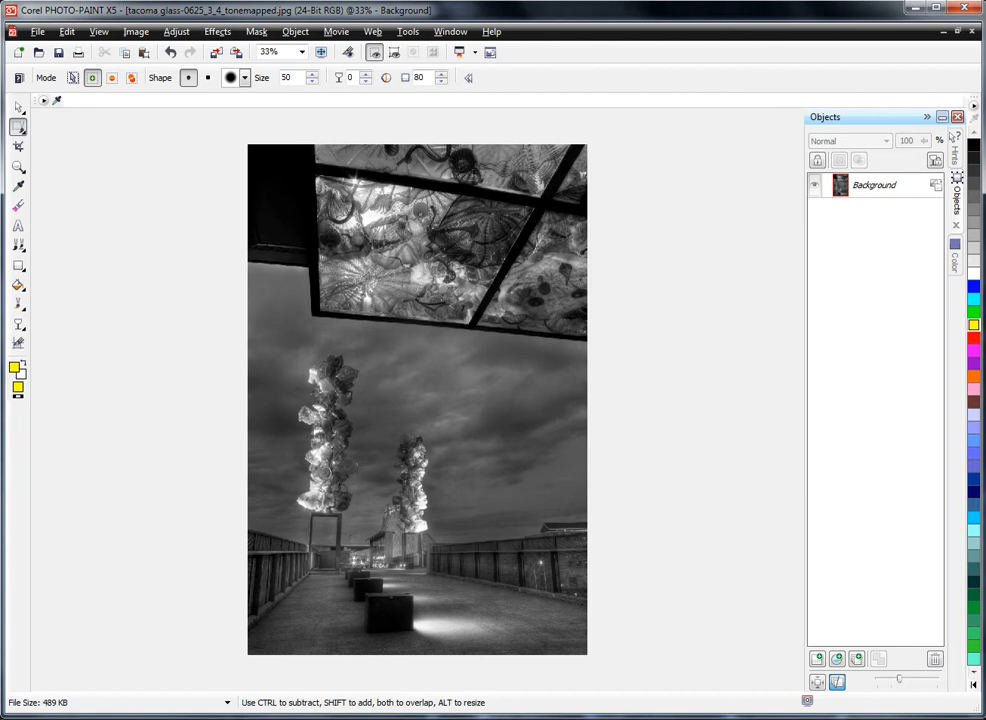 Corel PHOTO-PAINT X5 - [tacoma glass-0625_3_4_tonemapped.jpg (24-Bit RGB) @33% - Background]
File Edit View Image Adjust Effects Mask Object Movie Web Tools Window Help
33%
Mode Shape Size 50 0 80
Objects
Normal 100 %
Background
Hints
Objects
Color
File Size: 489 KB Use CTRL to subtract, SHIFT to add, both to overlap, ALT to resize